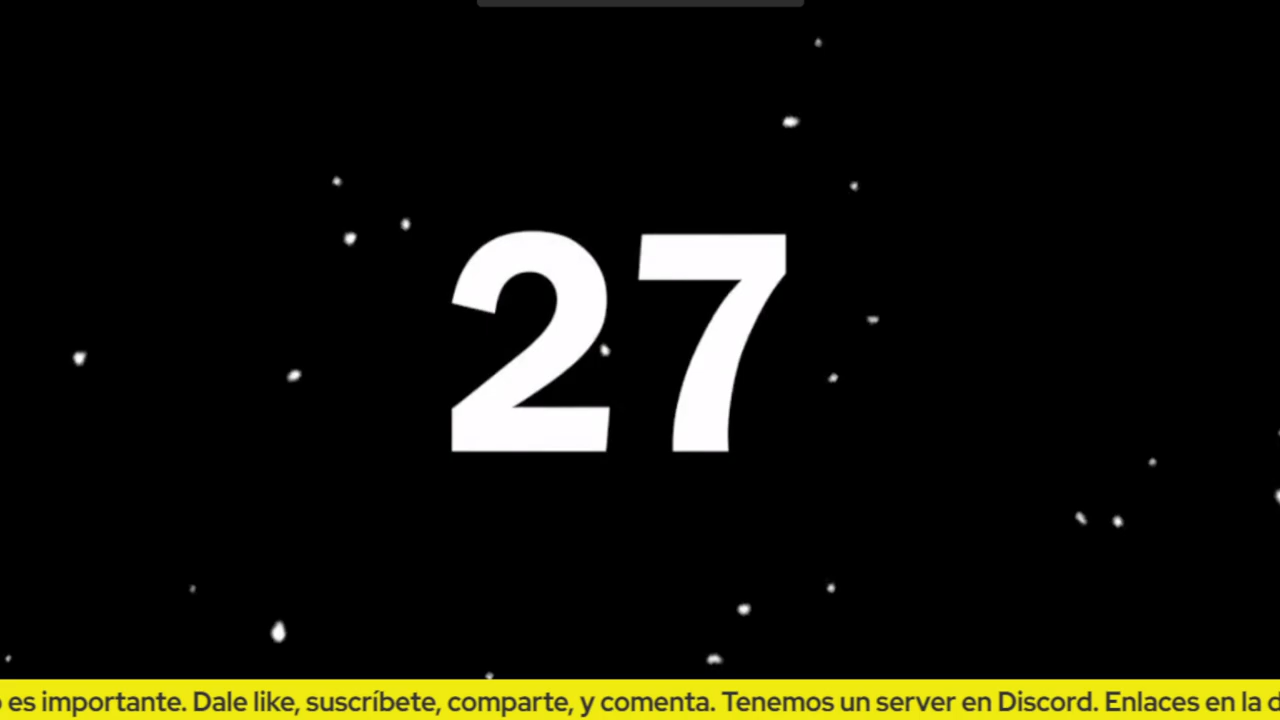 27
es importante. Dale like, suscríbete, comparte, y comenta. Tenemos un server en Discord. Enlaces en la